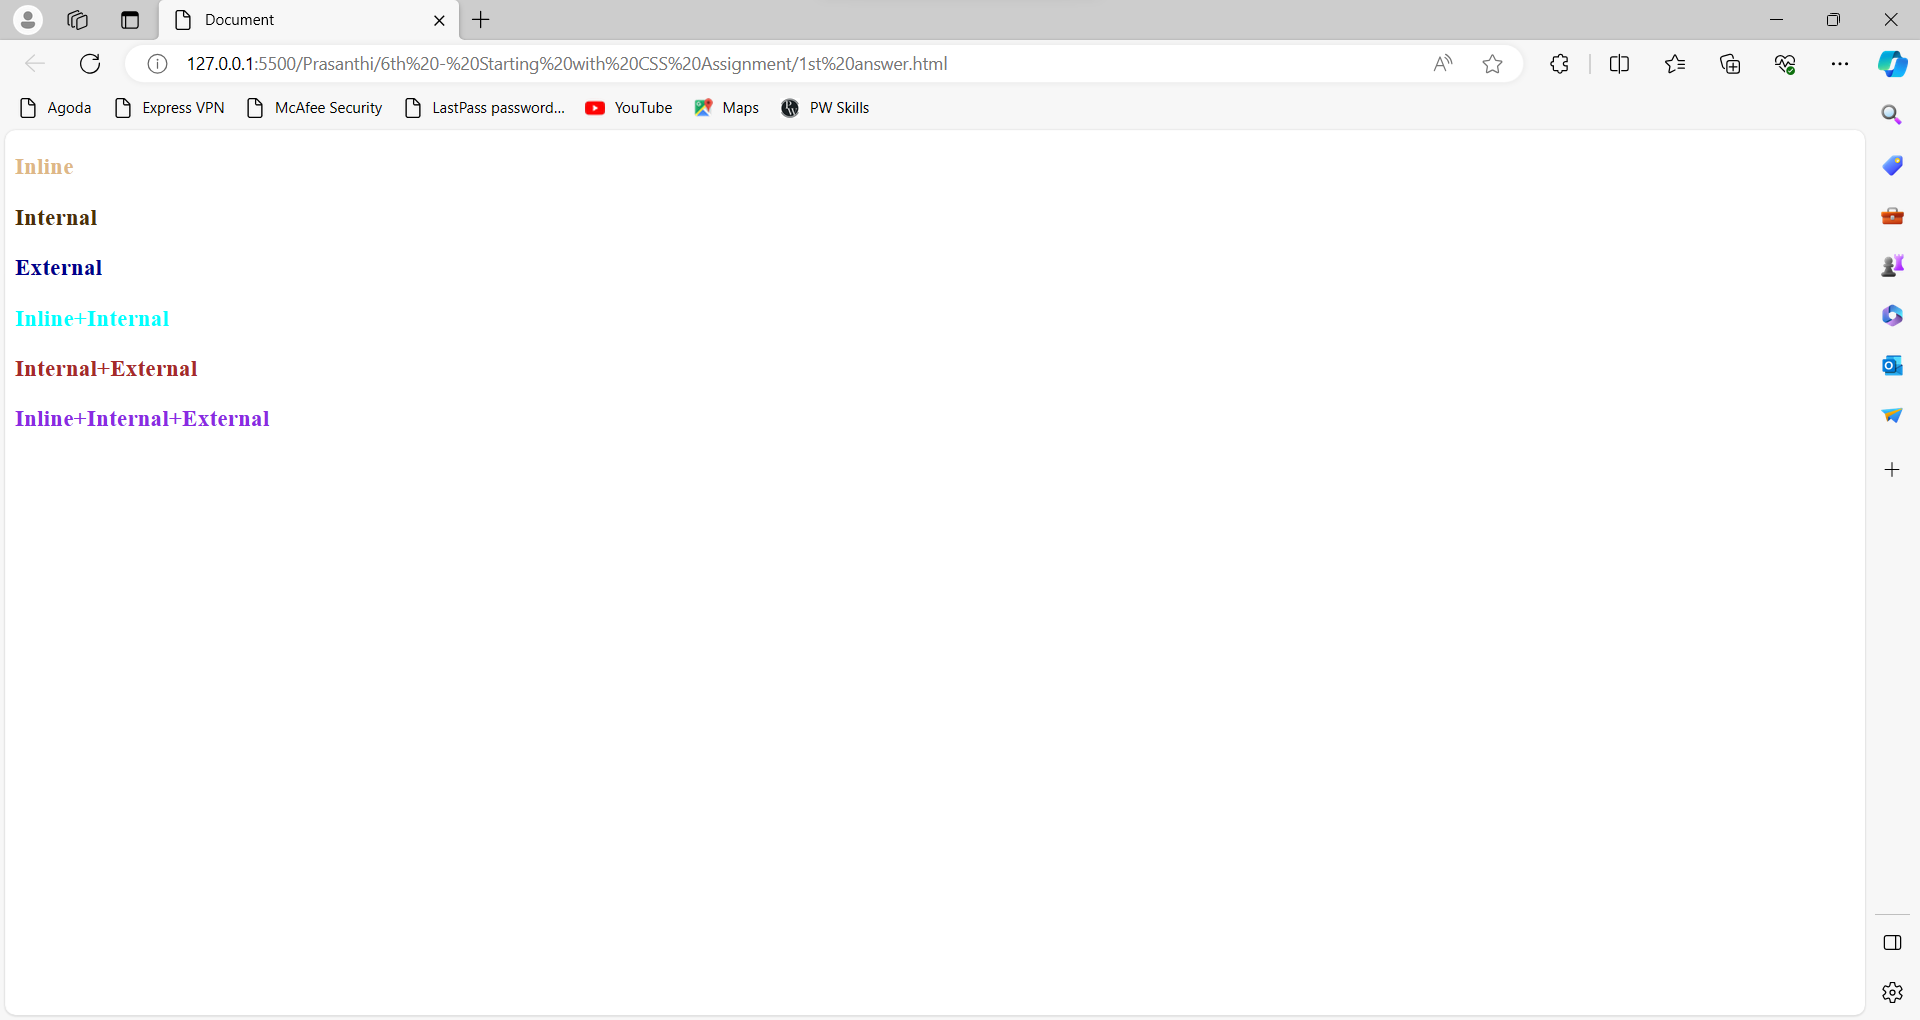 Document
127.0.0.1:5500/Prasanthi/6th%20-%20Starting%20with%20CSS%20Assignment/1st%20answer.html
Agoda Express VPN McAfee Security LastPass password... YouTube Maps PW Skills
Inline
Internal
External
Inline+Internal
Internal+External
Inline+Internal+External